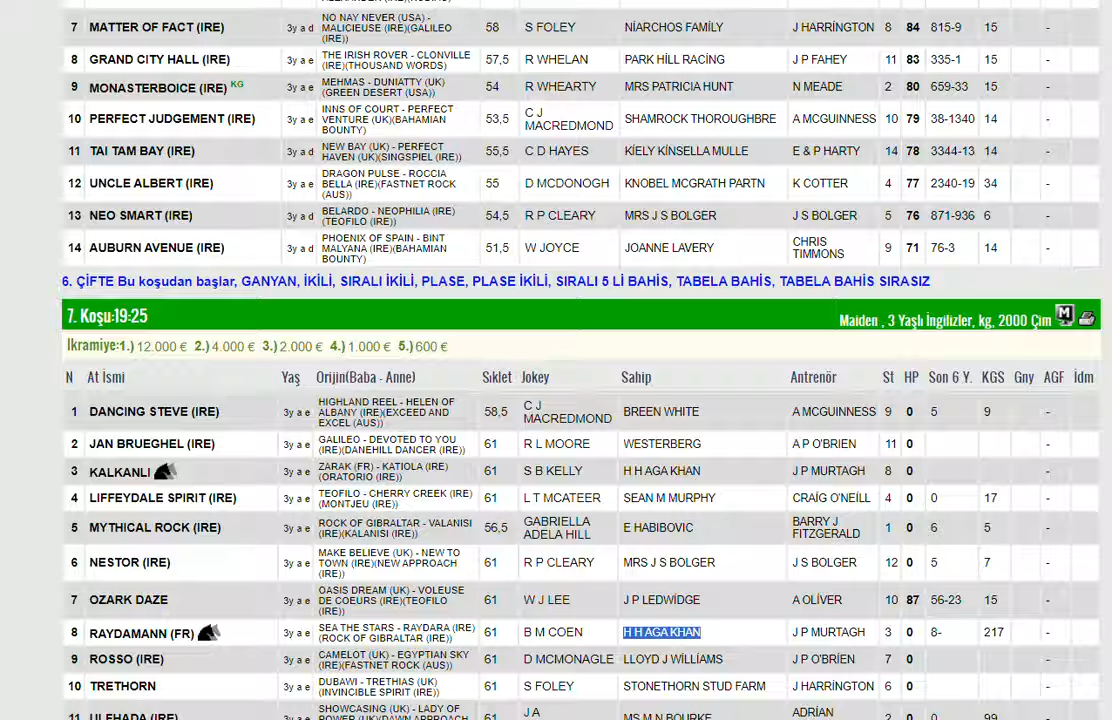 NO NAY NEVER (USA) -
7 MATTER OF FACT (IRE) 3y a d MALICIEUSE (IRE)(GALILEO 58 S FOLEY NİARCHOS FAMİLY J HARRİNGTON 8 84 815-9 15 -
(IRE))
8 GRAND CITY HALL (IRE) 3y a e THE IRISH ROVER - CLONVILLE 57,5 R WHELAN PARK HİLL RACİNG J P FAHEY 11 83 335-1 15 -
(IRE)(THOUSAND WORDS)
9 MONASTERBOICE (IRE) KG 3y a e MEHMAS - DUNIATTY (UK) 54 R WHEARTY MRS PATRICIA HUNT N MEADE 2 80 659-33 15 -
(GREEN DESERT (USA))
INNS OF COURT - PERFECT
10 PERFECT JUDGEMENT (IRE) 3y a e VENTURE (UK)(BAHAMIAN 53,5 C J MACREDMOND SHAMROCK THOROUGHBRE A MCGUINNESS 10 79 38-1340 14 -
BOUNTY)
11 TAI TAM BAY (IRE) 3y a d NEW BAY (UK) - PERFECT 55,5 C D HAYES KİELY KİNSELLA MULLE E & P HARTY 14 78 3344-13 14 -
HAVEN (UK)(SINGSPIEL (IRE))
DRAGON PULSE - ROCCIA
12 UNCLE ALBERT (IRE) 3y a e BELLA (IRE)(FASTNET ROCK 55 D MCDONOGH KNOBEL MCGRATH PARTN K COTTER 4 77 2340-19 34 -
(AUS))
13 NEO SMART (IRE) 3y a d BELARDO - NEOPHILIA (IRE) 54,5 R P CLEARY MRS J S BOLGER J S BOLGER 5 76 871-936 6 -
(TEOFILO (IRE))
PHOENIX OF SPAIN - BINT
14 AUBURN AVENUE (IRE) 3y a d MALYANA (IRE)(BAHAMIAN 51,5 W JOYCE JOANNE LAVERY CHRIS TIMMONS 9 71 76-3 14 -
BOUNTY)
6. ÇİFTE Bu koşudan başlar, GANYAN, İKİLİ, SIRALI İKİLİ, PLASE, PLASE İKİLİ, SIRALI 5 Lİ BAHİS, TABELA BAHİS, TABELA BAHİS SIRASIZ
7. Koşu:19:25 Maiden , 3 Yaşlı İngilizler, kg, 2000 Çim M
Ikramiye:1.) 12.000 € 2.) 4.000 € 3.) 2.000 € 4.) 1.000 € 5.) 600 €
N At İsmi Yaş Orijin(Baba - Anne) Sıklet Jokey Sahip Antrenör St HP Son 6 Y. KGS Gny AGF İdm
HIGHLAND REEL - HELEN OF
1 DANCING STEVE (IRE) 3y a e ALBANY (IRE)(EXCEED AND 58,5 C J MACREDMOND BREEN WHITE A MCGUINNESS 9 0 5 9 -
EXCEL (AUS))
2 JAN BRUEGHEL (IRE) 3y a e GALILEO - DEVOTED TO YOU 61 R L MOORE WESTERBERG A P O'BRIEN 11 0 -
(IRE)(DANEHILL DANCER (IRE))
3 KALKANLI 3y a e ZARAK (FR) - KATIOLA (IRE) 61 S B KELLY H H AGA KHAN J P MURTAGH 8 0 -
(ORATORIO (IRE))
4 LIFFEYDALE SPIRIT (IRE) 3y a e TEOFILO - CHERRY CREEK (IRE) 61 L T MCATEER SEAN M MURPHY CRAİG O'NEİLL 4 0 0 17 -
(MONTJEU (IRE))
5 MYTHICAL ROCK (IRE) 3y a e ROCK OF GIBRALTAR - VALANISI 56,5 GABRIELLA ADELA HILL E HABIBOVIC BARRY J FITZGERALD 1 0 6 5 -
(IRE)(KALANISI (IRE))
MAKE BELIEVE (UK) - NEW TO
6 NESTOR (IRE) 3y a e TOWN (IRE)(NEW APPROACH 61 R P CLEARY MRS J S BOLGER J S BOLGER 12 0 5 7 -
(IRE))
OASIS DREAM (UK) - VOLEUSE
7 OZARK DAZE 3y a e DE COEURS (IRE)(TEOFILO 61 W J LEE J P LEDWİDGE A OLİVER 10 87 56-23 15 -
(IRE))
8 RAYDAMANN (FR) 3y a e SEA THE STARS - RAYDARA (IRE) 61 B M COEN H H AGA KHAN J P MURTAGH 3 0 8- 217 -
(ROCK OF GIBRALTAR (IRE))
9 ROSSO (IRE) 3y a e CAMELOT (UK) - EGYPTIAN SKY 61 D MCMONAGLE LLOYD J WİLLİAMS J P O'BRİEN 7 0 -
(IRE)(FASTNET ROCK (AUS))
10 TRETHORN 3y a e DUBAWI - TRETHIAS (UK) 61 S FOLEY STONETHORN STUD FARM J HARRİNGTON 6 0 -
(INVINCIBLE SPIRIT (IRE))
SHOWCASING (UK) - LADY OF
11 3y a e 61 J A MS M N BOURKE ADRİAN 2 0 0 99 -